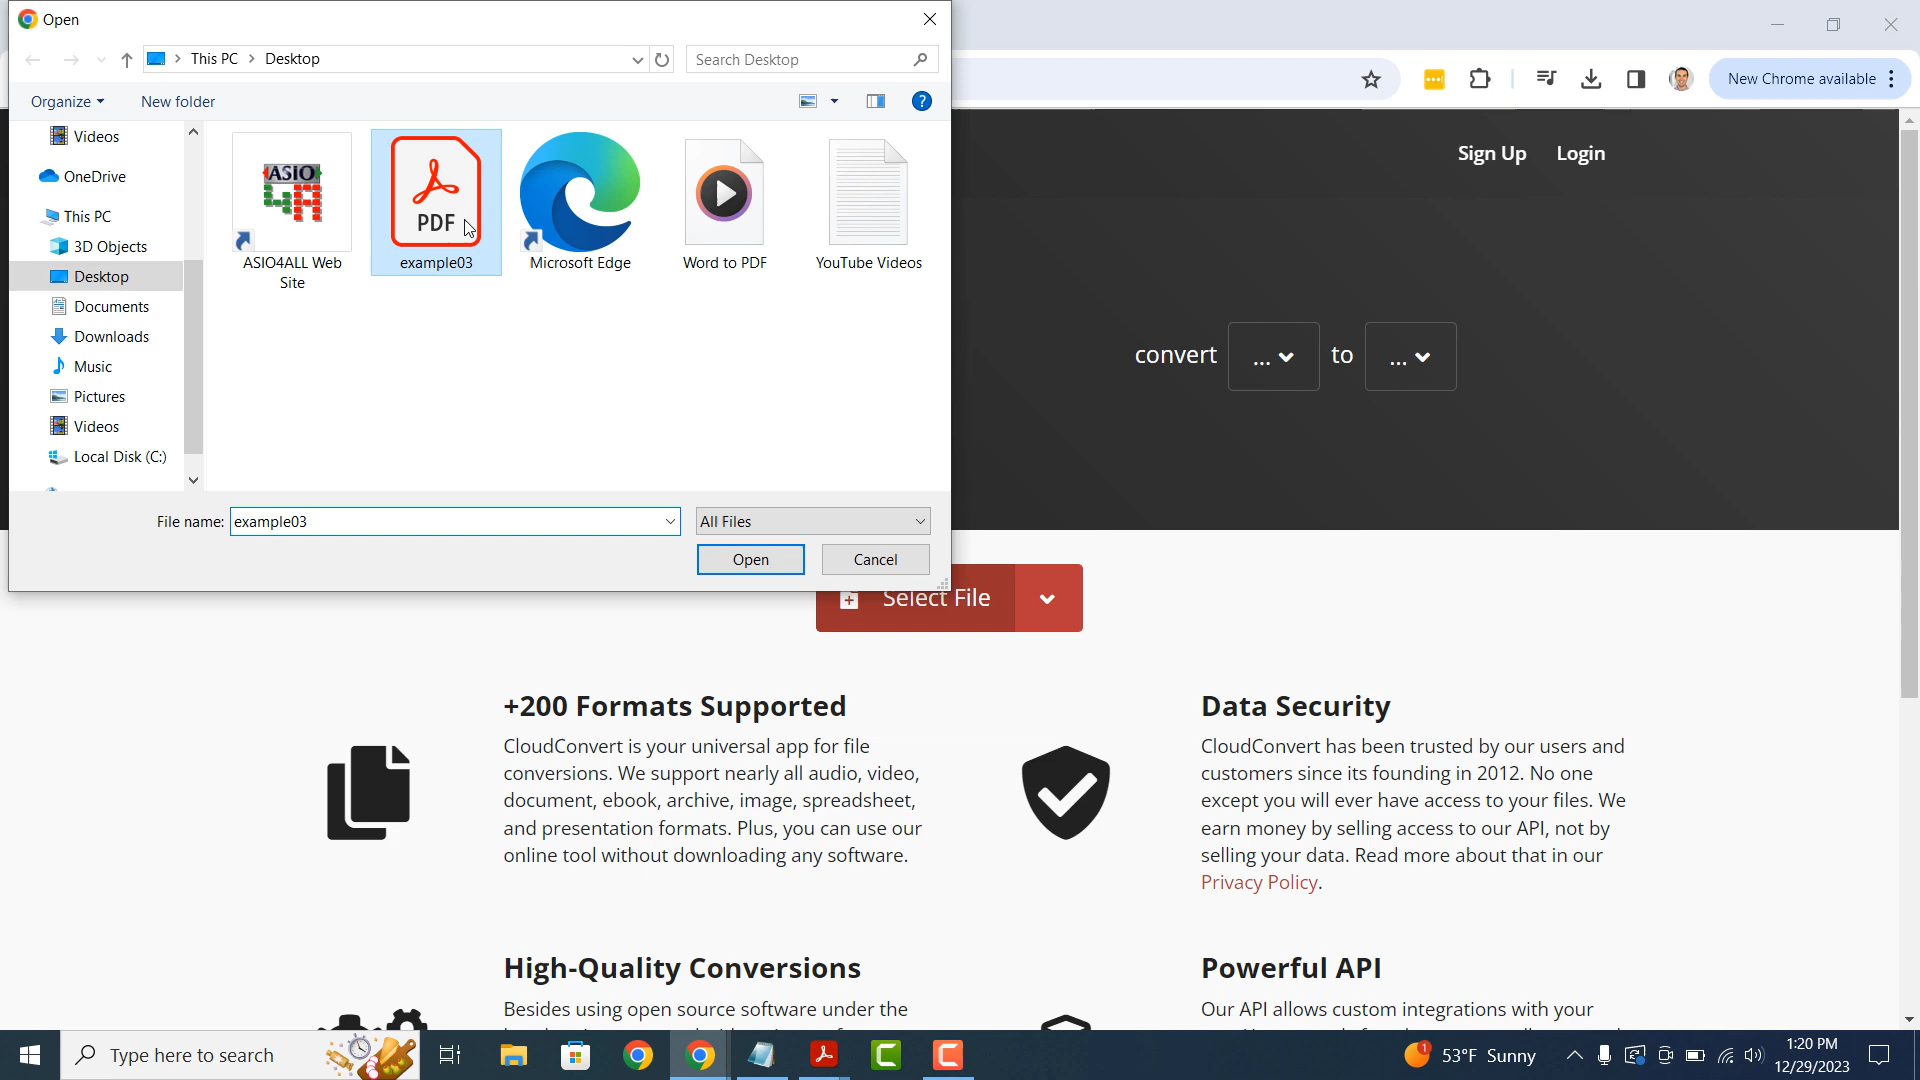 Open
This PC
Desktop
Search Desktop
Organize
New folder
?
Videos
OneDrive
This PC
3D Objects
Desktop
Documents
Downloads
Music
Pictures
Videos
Local Disk (C:)
ASIO
ASIO4ALL Web
Site
PDF
example03
Microsoft Edge
Word to PDF
YouTube Videos
File name:
example03
All Files
Open
Cancel
New Chrome available
Sign Up
Login
convert
...
to
...
Select File
+200 Formats Supported
CloudConvert is your universal app for file
conversions. We support nearly all audio, video,
document, ebook, archive, image, spreadsheet,
and presentation formats. Plus, you can use our
online tool without downloading any software.
Data Security
CloudConvert has been trusted by our users and
customers since its founding in 2012. No one
except you will ever have access to your files. We
earn money by selling access to our API, not by
selling your data. Read more about that in our
Privacy Policy.
High-Quality Conversions
Besides using open source software under the
Powerful API
Our API allows custom integrations with your
Type here to search
1
53°F Sunny
1:20 PM
12/29/2023